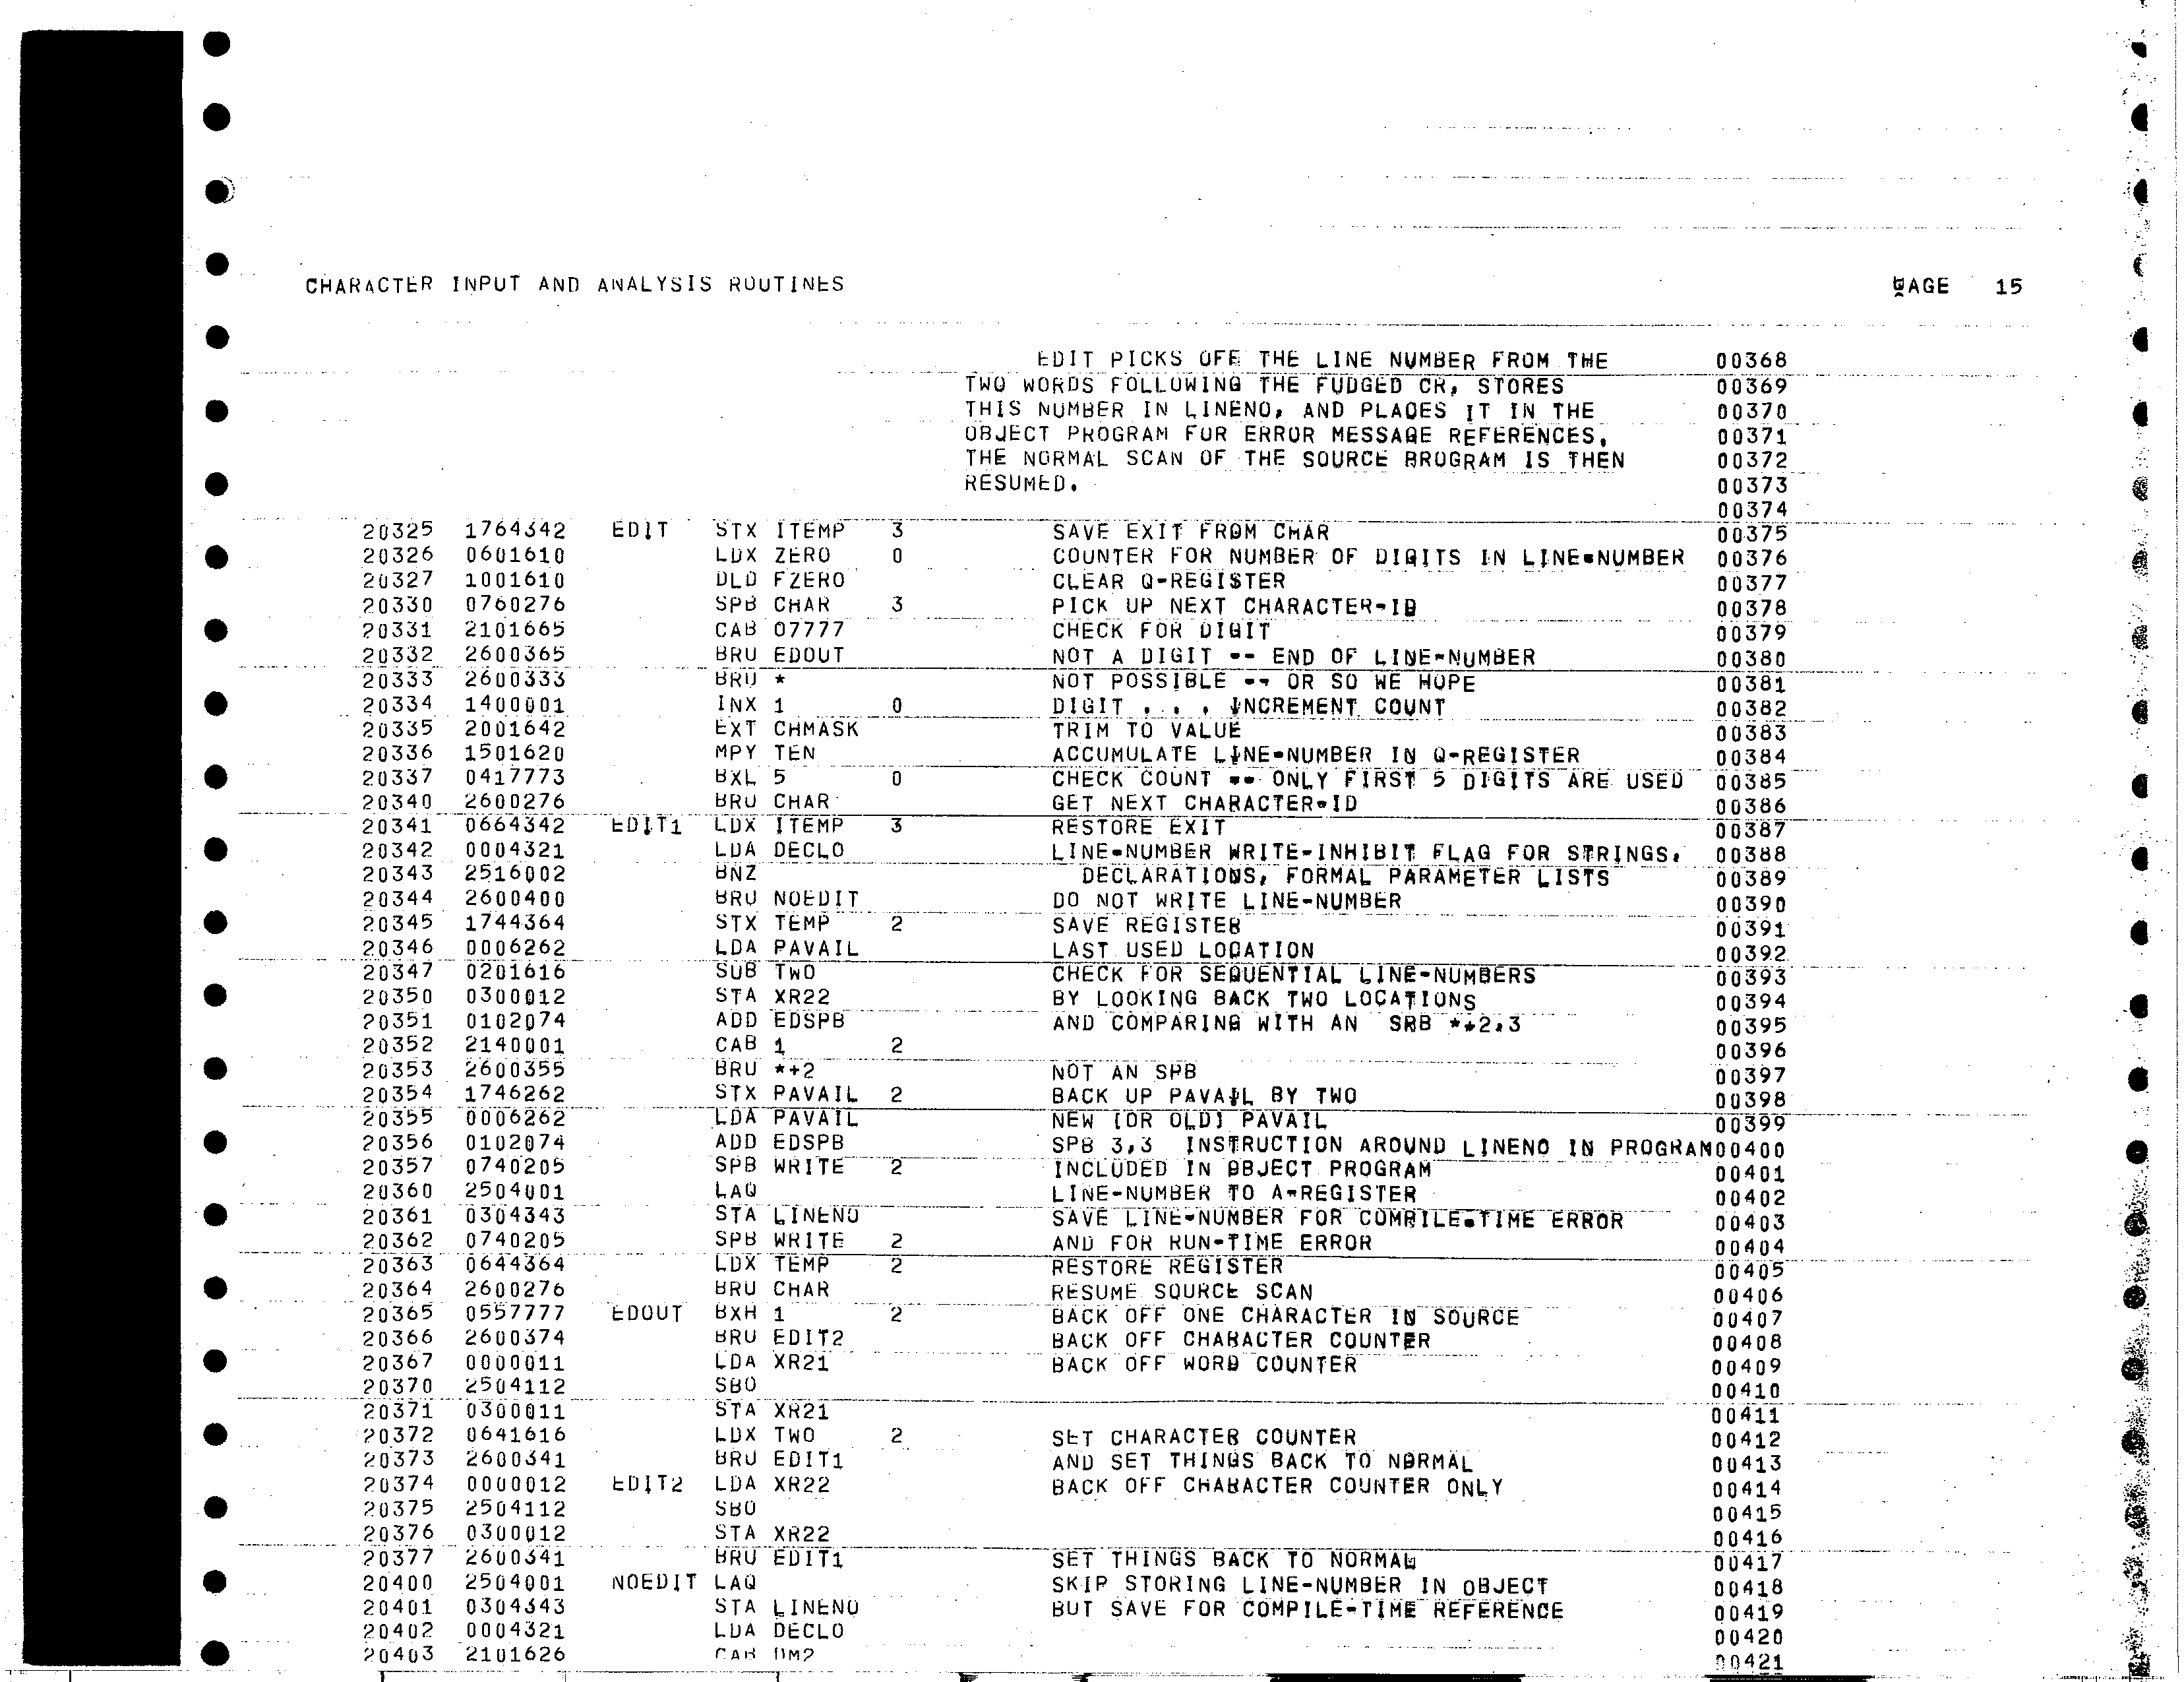 CHARACTER INPUT AND ANALYSIS ROUTINES PAGE 15
EDIT PICKS OFF THE LINE NUMBER FROM THE 00368
TWO WORDS FOLLOWING THE FUDGED CR, STORES 00369
THIS NUMBER IN LINENO, AND PLACES IT IN THE 00370
OBJECT PROGRAM FOR ERROR MESSAGE REFERENCES. 00371
THE NORMAL SCAN OF THE SOURCE PROGRAM IS THEN 00372
RESUMED. 00373
00374
20325 1764342 EDIT STX ITEMP 3 SAVE EXIT FROM CHAR 00375
20326 0601610 LDX ZERO 0 COUNTER FOR NUMBER OF DIGITS IN LINE-NUMBER 00376
20327 1001610 DLD FZERO CLEAR Q-REGISTER 00377
20330 0760276 SPB CHAR 3 PICK UP NEXT CHARACTER-ID 00378
20331 2101665 CAB O7777 CHECK FOR DIGIT 00379
20332 2600365 BRU EDOUT NOT A DIGIT -- END OF LINE-NUMBER 00380
20333 2600333 BRU * NOT POSSIBLE -- OR SO WE HOPE 00381
20334 1400001 INX 1 0 DIGIT . . . INCREMENT COUNT 00382
20335 2001642 EXT CHMASK TRIM TO VALUE 00383
20336 1501620 MPY TEN ACCUMULATE LINE-NUMBER IN Q-REGISTER 00384
20337 0417773 BXL 5 0 CHECK COUNT -- ONLY FIRST 5 DIGITS ARE USED 00385
20340 2600276 BRU CHAR GET NEXT CHARACTER-ID 00386
20341 0664342 EDIT1 LDX ITEMP 3 RESTORE EXIT 00387
20342 0004321 LDA DECLO LINE-NUMBER WRITE-INHIBIT FLAG FOR STRINGS, 00388
20343 2516002 BNZ DECLARATIONS, FORMAL PARAMETER LISTS 00389
20344 2600400 BRU NOEDIT DO NOT WRITE LINE-NUMBER 00390
20345 1744364 STX TEMP 2 SAVE REGISTER 00391
20346 0006262 LDA PAVAIL LAST USED LOCATION 00392
20347 0201616 SUB TWO CHECK FOR SEQUENTIAL LINE-NUMBERS 00393
20350 0300012 STA XR22 BY LOOKING BACK TWO LOCATIONS 00394
20351 0102074 ADD EDSPB AND COMPARING WITH AN SPB *+2,3 00395
20352 2140001 CAB 1 2 00396
20353 2600355 BRU *+2 NOT AN SPB 00397
20354 1746262 STX PAVAIL 2 BACK UP PAVAIL BY TWO 00398
20355 0006262 LDA PAVAIL NEW [OR OLD] PAVAIL 00399
20356 0102074 ADD EDSPB SPB 3,3 INSTRUCTION AROUND LINENO IN PROGRAM00400
20357 0740205 SPB WRITE 2 INCLUDED IN OBJECT PROGRAM 00401
20360 2504001 LAQ LINE-NUMBER TO A-REGISTER 00402
20361 0304343 STA LINENO SAVE LINE-NUMBER FOR COMPILE-TIME ERROR 00403
20362 0740205 SPB WRITE 2 AND FOR RUN-TIME ERROR 00404
20363 0644364 LDX TEMP 2 RESTORE REGISTER 00405
20364 2600276 BRU CHAR RESUME SOURCE SCAN 00406
20365 0557777 EDOUT BXH 1 2 BACK OFF ONE CHARACTER IN SOURCE 00407
20366 2600374 BRU EDIT2 BACK OFF CHARACTER COUNTER 00408
20367 0000011 LDA XR21 BACK OFF WORD COUNTER 00409
20370 2504112 SBO 00410
20371 0300011 STA XR21 00411
20372 0641616 LDX TWO 2 SET CHARACTER COUNTER 00412
20373 2600341 BRU EDIT1 AND SET THINGS BACK TO NORMAL 00413
20374 0000012 EDIT2 LDA XR22 BACK OFF CHARACTER COUNTER ONLY 00414
20375 2504112 SBO 00415
20376 0300012 STA XR22 00416
20377 2600341 BRU EDIT1 SET THINGS BACK TO NORMAL 00417
20400 2504001 NOEDIT LAQ SKIP STORING LINE-NUMBER IN OBJECT 00418
20401 0304343 STA LINENO BUT SAVE FOR COMPILE-TIME REFERENCE 00419
20402 0004321 LDA DECLO 00420
20403 2101626 CAB DM2 00421